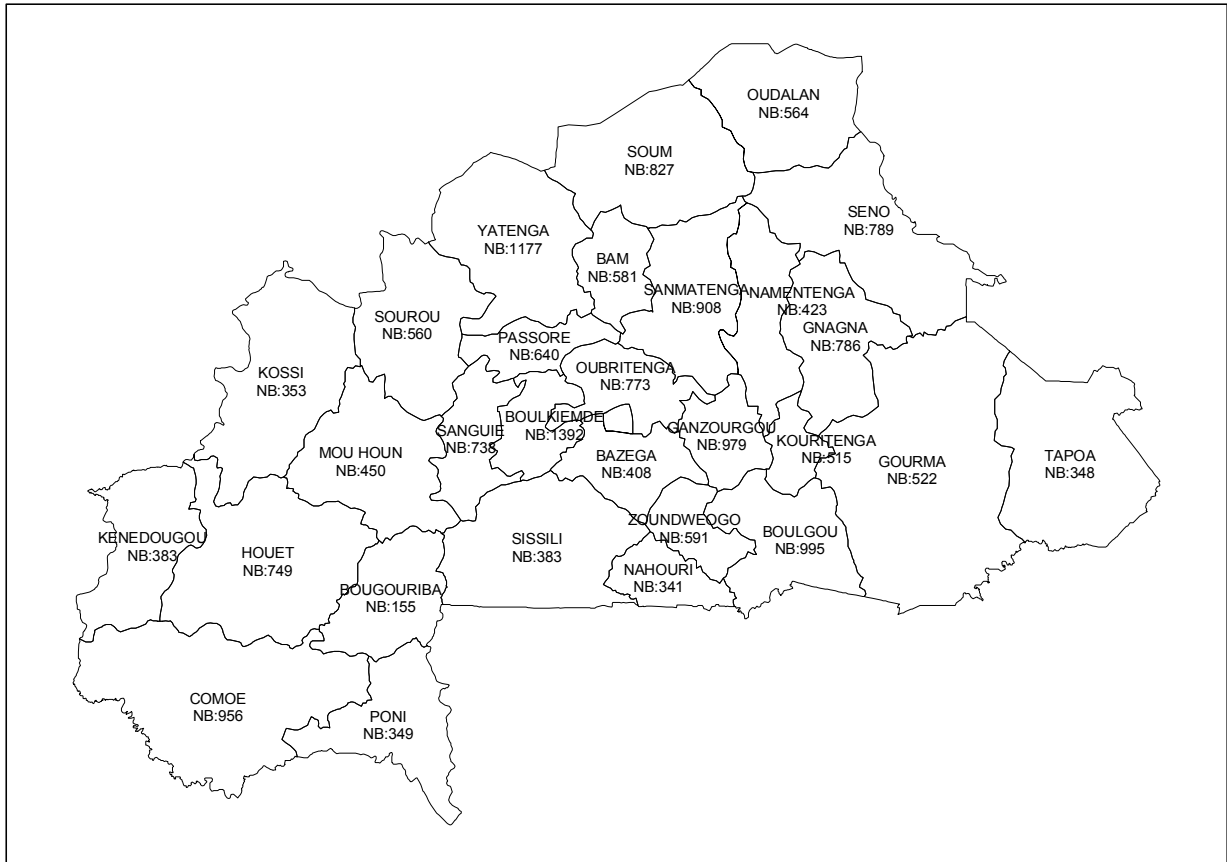 OUDALAN
NB:564
SOUM
NB:827
SENO
NB:789
YATENGA
NB:1177
BAM
NB:581
SANMATENGA
NB:908
NAMENTENGA
NB:423
SOUROU
NB:560
GNAGNA
NB:786
PASSORE
NB:640
OUBRITENGA
NB:773
KOSSI
NB:353
BOULKIEMDE
NB:1392
SANGUIE
NB:738
GANZOURGOU
NB:979
KOURITENGA
NB:515
MOU HOUN
NB:450
BAZEGA
NB:408
GOURMA
NB:522
TAPOA
NB:348
KENEDOUGOU
NB:383
HOUET
NB:749
SISSILI
NB:383
ZOUNDWEOGO
NB:591
BOULGOU
NB:995
NAHOURI
NB:341
BOUGOURIBA
NB:155
COMOE
NB:956
PONI
NB:349